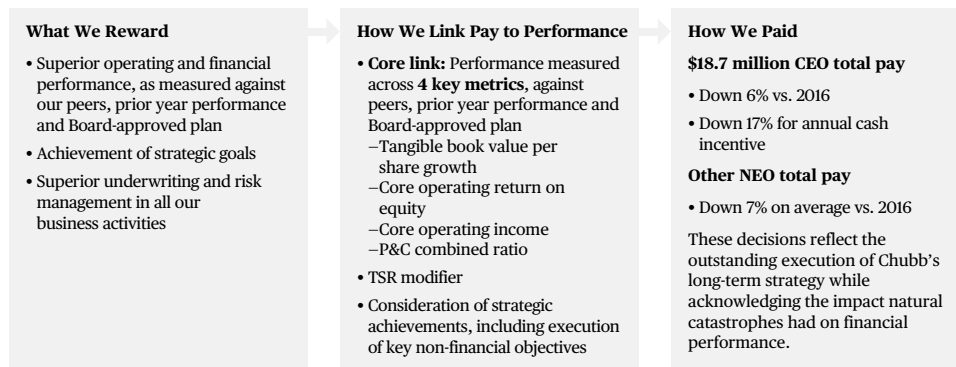 What We Reward
• Superior operating and financial
performance, as measured against
our peers, prior year performance
and Board-approved plan
• Achievement of strategic goals
• Superior underwriting and risk
management in all our
business activities
How We Link Pay to Performance
• Core link: Performance measured
across 4 key metrics, against
peers, prior year performance and
Board-approved plan
–Tangible book value per
share growth
–Core operating return on
equity
–Core operating income
–P&C combined ratio
• TSR modifier
• Consideration of strategic
achievements, including execution
of key non-financial objectives
How We Paid
$18.7 million CEO total pay
• Down 6% vs. 2016
• Down 17% for annual cash
incentive
Other NEO total pay
• Down 7% on average vs. 2016
These decisions reflect the
outstanding execution of Chubb’s
long-term strategy while
acknowledging the impact natural
catastrophes had on financial
performance.